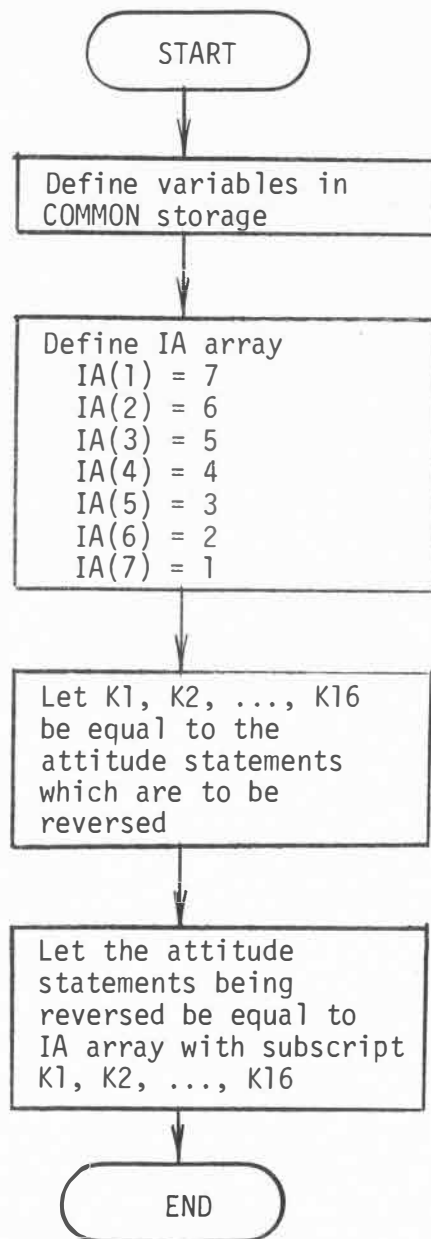 START
Define variables in
COMMON storage
Define IA array
IA(1) = 7
IA(2) = 6
IA(3) = 5
IA(4) = 4
IA(5) = 3
IA(6) = 2
IA(7) = 1
Let K1, K2, ..., K16
be equal to the
attitude statements
which are to be
reversed
Let the attitude
statements being
reversed be equal to
IA array with subscript
K1, K2, ..., K16
END